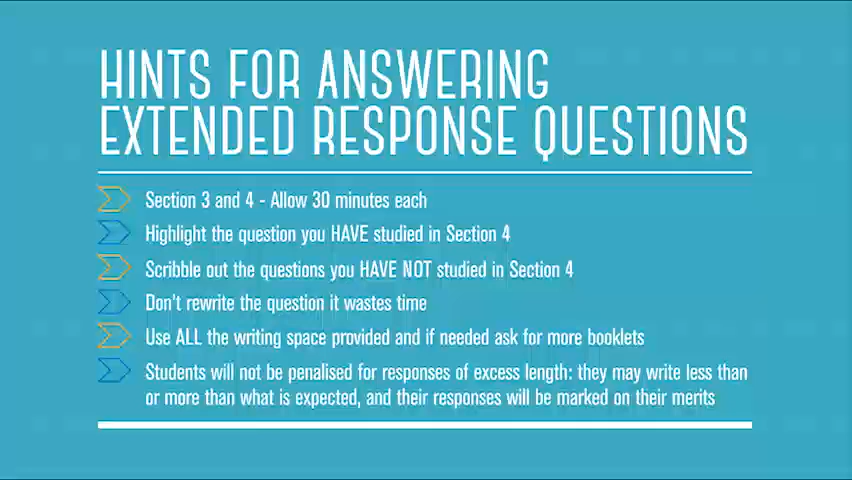 HINTS FOR ANSWERING
EXTENDED RESPONSE QUESTIONS
Section 3 and 4 - Allow 30 minutes each
Highlight the question you HAVE studied in Section 4
Scribble out the questions you HAVE NOT studied in Section 4
Don't rewrite the question it wastes time
Use ALL the writing space provided and if needed ask for more booklets
Students will not be penalised for responses of excess length: they may write less than
or more than what is expected, and their responses will be marked on their merits